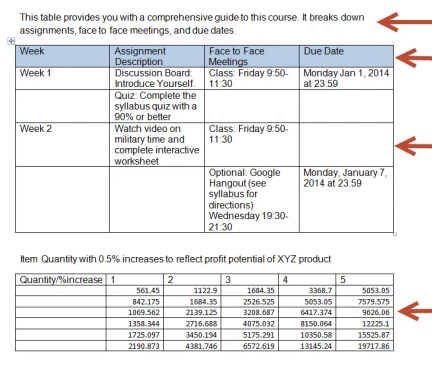 This table provides you with a comprehensive guide to this course. It breaks down
assignments, face to face meetings, and due dates.
Week Assignment Description Face to Face Meetings Due Date
Week 1 Discussion Board: Introduce Yourself. Class: Friday 9:50-11:30 Monday Jan 1, 2014 at 23:59
Quiz: Complete the syllabus quiz with a 90% or better
Week 2 Watch video on military time and complete interactive worksheet Class: Friday 9:50-11:30
Optional: Google Hangout (see syllabus for directions) Wednesday 19:30-21:30 Monday, January 7, 2014 at 23:59
Item Quantity with 0.5% increases to reflect profit potential of XYZ product
Quantity/%increase 1 2 3 4 5
561.45 1122.9 1684.35 3368.7 5053.05
842.175 1684.35 2526.525 5053.05 7579.575
1069.562 2139.125 3208.687 6417.374 9626.06
1358.344 2716.688 4075.032 8150.064 12225.1
1725.097 3450.194 5175.291 10350.58 15525.87
2190.873 4381.746 6572.619 13145.24 19717.86